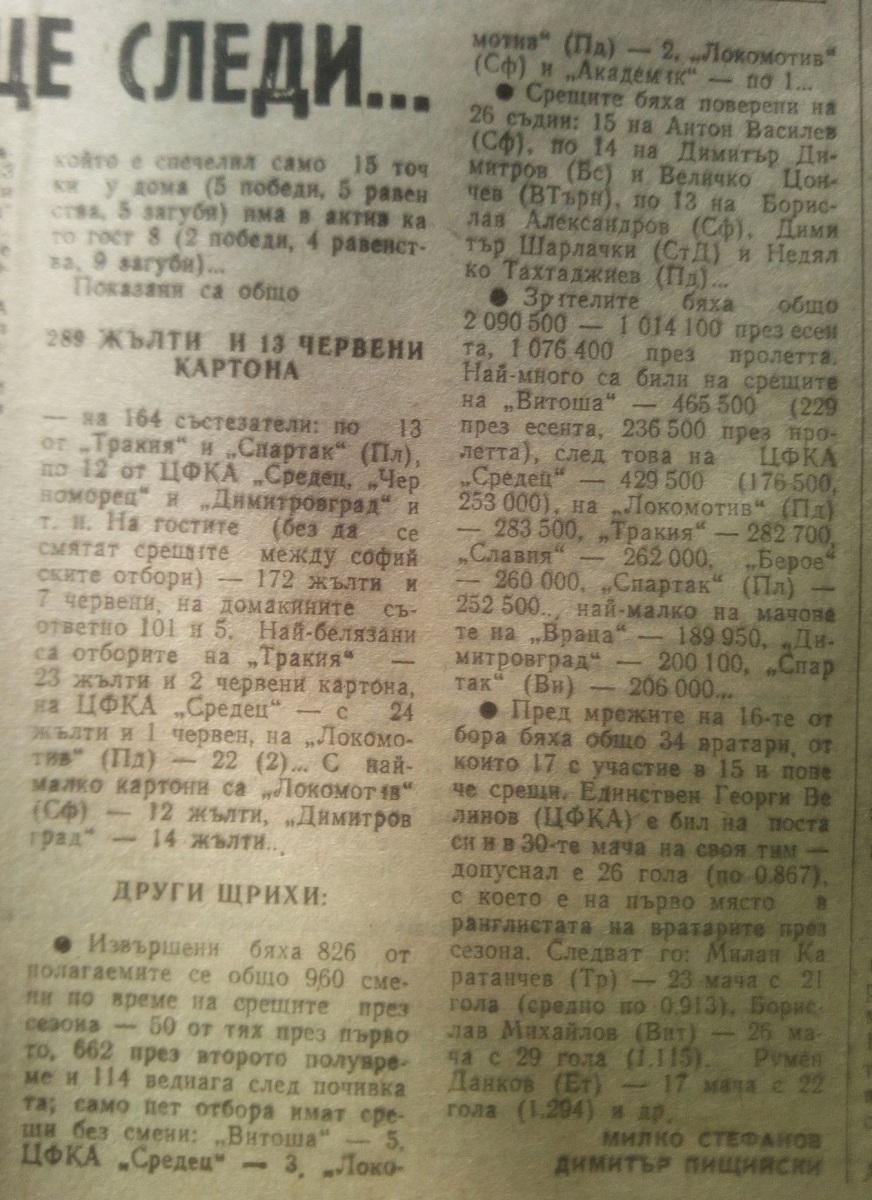 ЩЕ СЛЕДИ...
който е спечелил само 15 точ
ки у дома (5 победи, 5 равен
ства, 5 загуби) има в актив ка
то гост 8 (2 победи, 4 равенст-
ва, 9 загуби)...
Показани са общо
289 ЖЪЛТИ И 13 ЧЕРВЕНИ
КАРТОНА
— на 164 състезатели: по 13
от „Тракия“ и „Спартак“ (Пл),
по 12 от ЦФКА „Средец, „Чер
номорец“ и „Димитровград“ и
т. н. На гостите (без да се
смятат срещите между софий
ските отбори) — 172 жълти и
7 червени, на домакините съ-
ответно 101 и 5. Най-белязани
са отборите на „Тракия“ —
23 жълти и 2 червени картона,
на ЦФКА „Средец“ — с 24
жълти и 1 червен, на „Локомо-
тив“ (Пд) — 22 (2)... С най-
малко картони са „Локомотив“
(Сф) — 12 жълти, „Димитров
град“ — 14 жълти...
ДРУГИ ЩРИХИ:
● Извършени бяха 826 от
полагаемите се общо 960 сме-
ни по време на срещите през
сезона — 50 от тях през първо
то, 662 през второто полувре-
ме и 114 веднага след почивка
та; само пет отбора имат сре-
щи без смени: „Витоша“ — 5,
ЦФКА „Средец“ — 3, „Локо-
мотив“ (Пд) — 2, „Локомотив“
(Сф) и „Академик“ — по 1...
● Срещите бяха поверени на
26 съдии: 15 на Антон Василев
(Сф), по 14 на Димитър Ди-
митров (Бс) и Величко Цон-
чев (ВТърн), по 13 на Борис-
лав Александров (Сф), Дими
тър Шарлачки (СтД) и Недял
ко Тахтаджиев (Пд)...
● Зрителите бяха общо
2 090 500 — 1 014 100 през есен
та, 1 076 400 през пролетта.
Най-много са били на срещите
на „Витоша“ — 465 500 (229
през есента, 236 500 през про-
летта), след това на ЦФКА
„Средец“ — 429 500 (176 500,
253 000), на „Локомотив“ (Пд)
— 283 500, „Тракия“ — 282 700,
„Славия“ — 262 000, „Берое“
— 260 000, „Спартак“ (Пл) —
252 500... най-малко на мачове
те на „Враца“ — 189 950, „Ди-
митровград“ — 200 100, „Спар
так“ (Вн) — 206 000...
● Пред мрежите на 16-те от
бора бяха общо 34 вратари, от
които 17 с участие в 15 и пове
че срещи. Единствен Георги Ве
линов (ЦФКА) е бил на поста
си и в 30-те мача на своя тим —
допуснал е 26 гола (по 0.867),
с което е на първо място в
ранглистата на вратарите през
сезона. Следват го: Милан Ка
ратанчев (Тр) — 23 мача с 21
гола (средно по 0.913), Борис-
лав Михайлов (Вит) — 26 ма-
ча с 29 гола (1.115). Румен
Данков (Ет) — 17 мача с 22
гола (1.294) и др.
МИЛКО СТЕФАНОВ
ДИМИТЪР ПИЩИЙСКИ